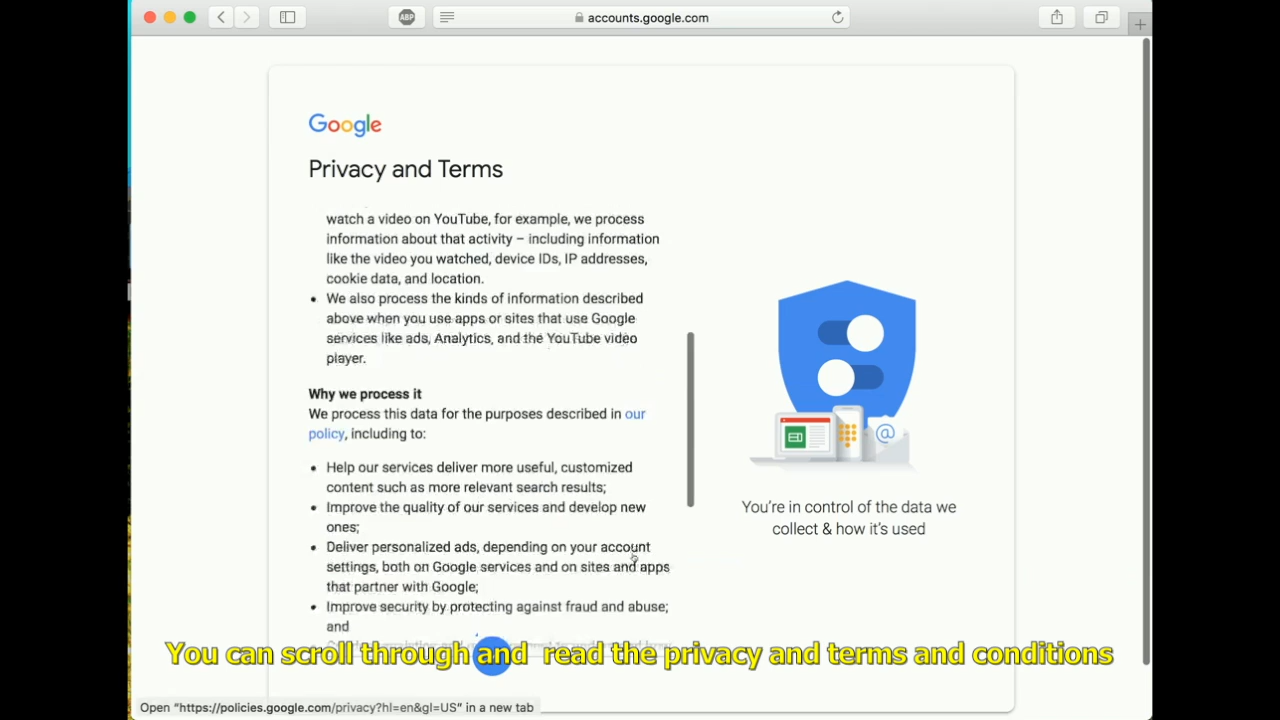 ABP
accounts.google.com
Google
Privacy and Terms
watch a video on YouTube, for example, we process
information about that activity – including information
like the video you watched, device IDs, IP addresses,
cookie data, and location.
• We also process the kinds of information described
above when you use apps or sites that use Google
services like ads, Analytics, and the YouTube video
player.
Why we process it
We process this data for the purposes described in our
policy, including to:
• Help our services deliver more useful, customized
content such as more relevant search results;
• Improve the quality of our services and develop new
ones;
• Deliver personalized ads, depending on your account
settings, both on Google services and on sites and apps
that partner with Google;
• Improve security by protecting against fraud and abuse;
and
@
You're in control of the data we
collect & how it's used
You can scroll through and read the privacy and terms and conditions
Open "https://policies.google.com/privacy?hl=en&gl=US" in a new tab